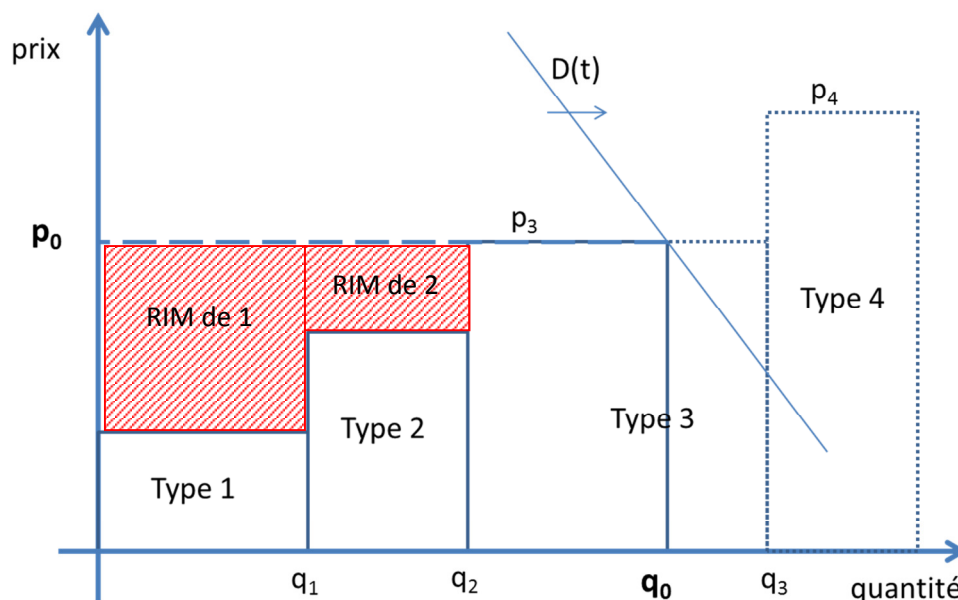 prix
D(t)
p₄
p₀
p₃
RIM de 1
RIM de 2
Type 4
Type 3
Type 2
Type 1
q₁
q₂
q₀
q₃
quantité